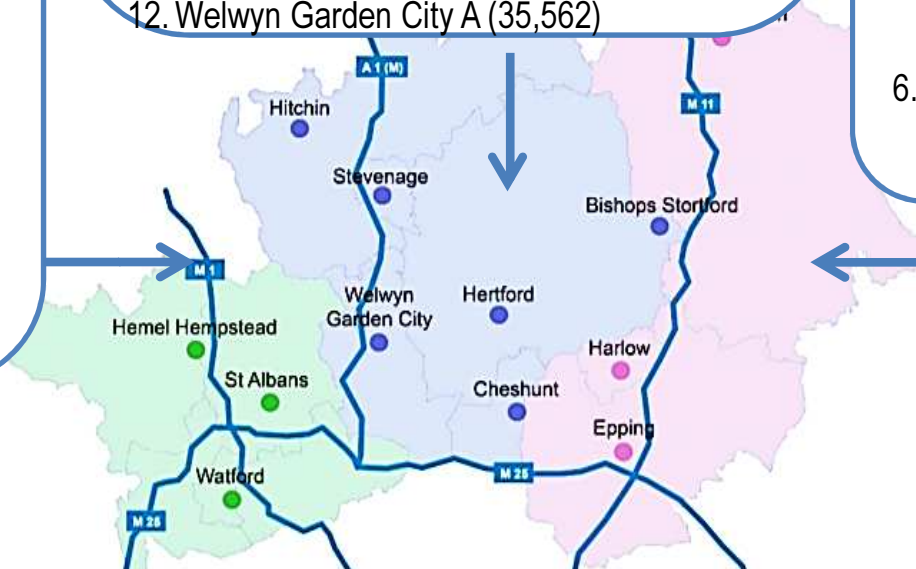 12. Welwyn Garden City A (35,562)
A 1 (M)
6.
M 11
Hitchin
Stevenage
Bishops Stortford
M 1
Welwyn
Garden City
Hertford
Hemel Hempstead
Harlow
St Albans
Cheshunt
Epping
Watford
M 25
M 25